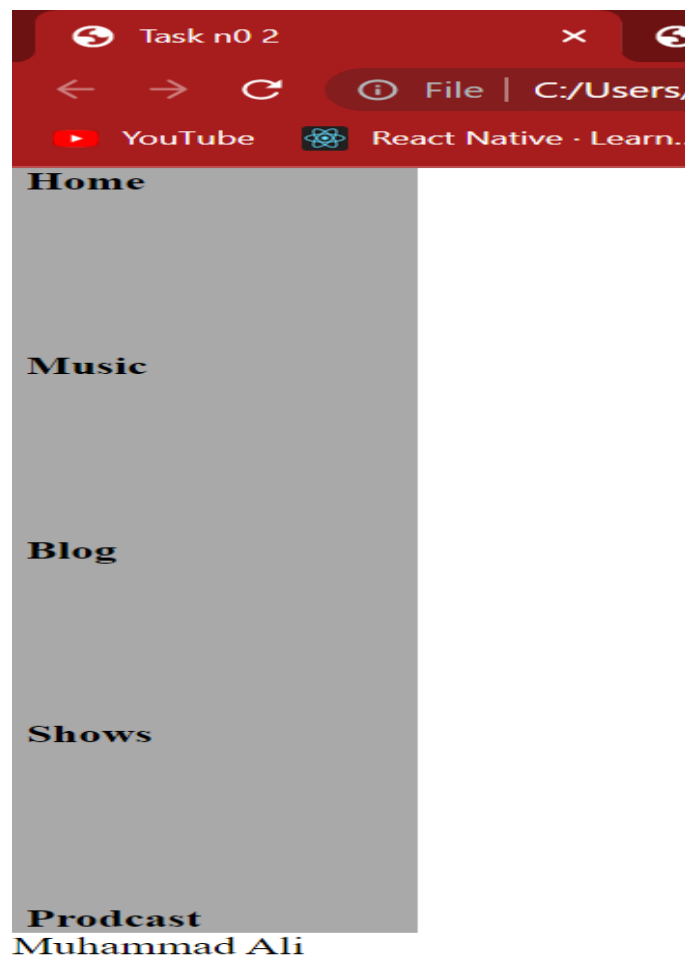 Task n0 2
File | C:/Users/
YouTube React Native · Learn...
Home
Music
Blog
Shows
Prodcast
Muhammad Ali